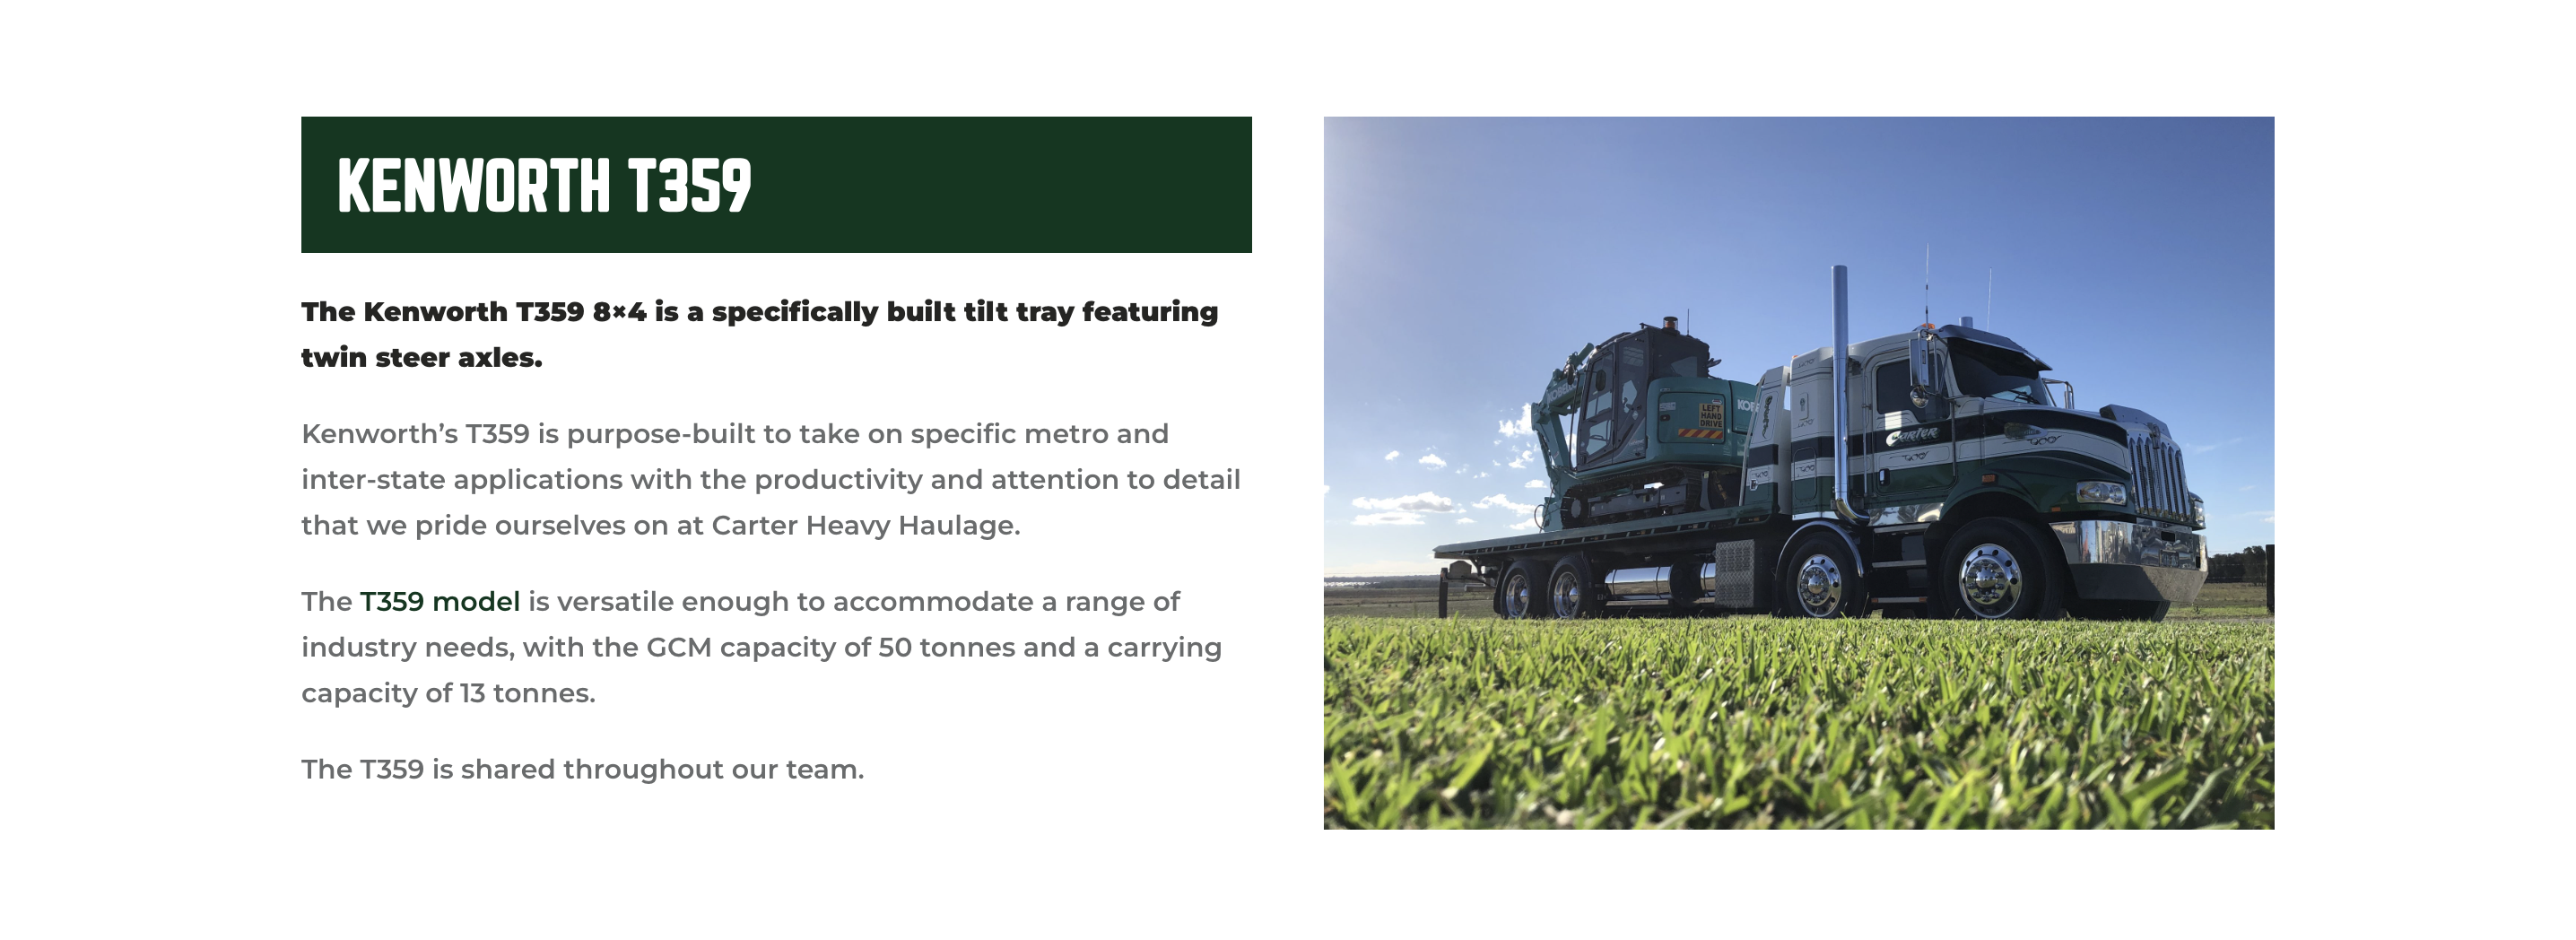 KENWORTH T359
The Kenworth T359 8×4 is a specifically built tilt tray featuring
twin steer axles.
Kenworth’s T359 is purpose-built to take on specific metro and
inter-state applications with the productivity and attention to detail
that we pride ourselves on at Carter Heavy Haulage.
The T359 model is versatile enough to accommodate a range of
industry needs, with the GCM capacity of 50 tonnes and a carrying
capacity of 13 tonnes.
The T359 is shared throughout our team.
LEFT
HAND
DRIVE
Carter